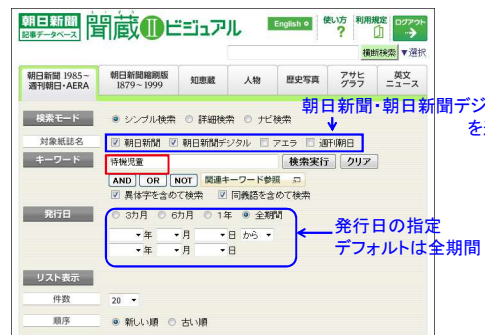 朝日新聞 記事データベース 聞蔵Ⅱビジュアル English 使い方 ? 利用規定 ログアウト
横断検索 ▼選択
朝日新聞 1985～ 週刊朝日・AERA 朝日新聞縮刷版 1879～1999 知恵蔵 人物 歴史写真 アサヒグラフ 英文ニュース
朝日新聞・朝日新聞デジ
を
検索モード シンプル検索 詳細検索 ナビ検索
対象紙誌名 朝日新聞 朝日新聞デジタル アエラ 週刊朝日
キーワード 待機児童 検索実行 クリア
AND OR NOT 関連キーワード参照
異体字を含めて検索 同義語を含めて検索
発行日 3カ月 6カ月 1年 全期間
年 月 日 から
年 月 日
発行日の指定
デフォルトは全期間
リスト表示
件数 20
順序 新しい順 古い順